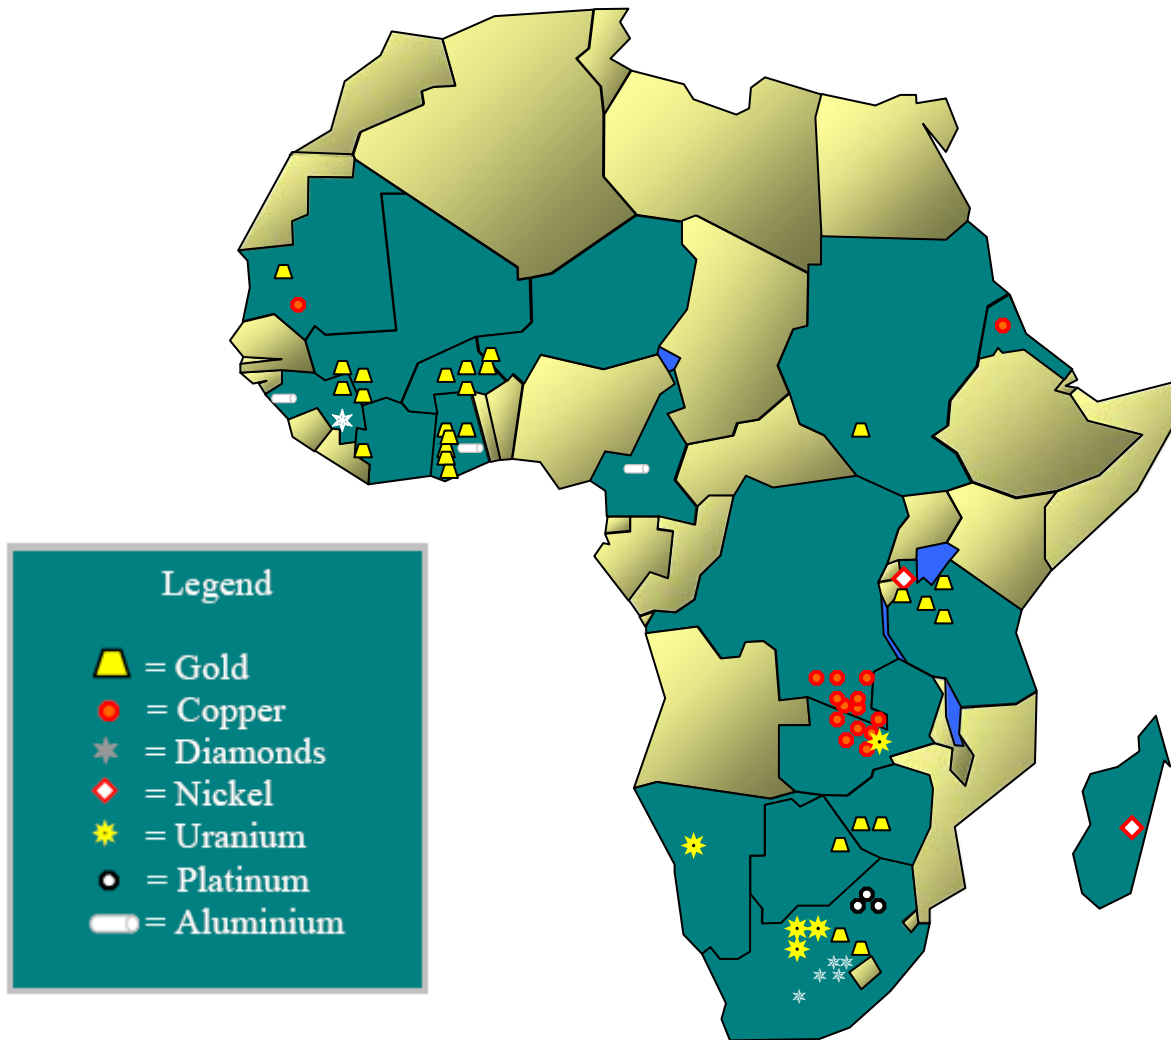 Legend
= Gold
= Copper
= Diamonds
= Nickel
= Uranium
= Platinum
= Aluminium